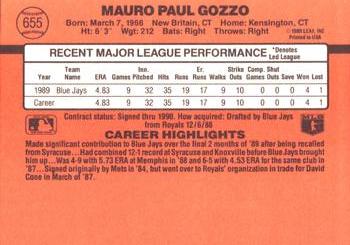 655
MAURO PAUL GOZZO
Born: March 7, 1966 New Britain, CT Home: Kensington, CT
Ht: 6' 3" Wgt: 212 Bats: Right Throws: Right
© 1989 LEAF, INC.
Printed in U.S.A.
RECENT MAJOR LEAGUE PERFORMANCE *Denotes Led League
Year Team Name ERA Games Inn. Pitched Hits Total Runs Er. Runs Walks Strike Outs Comp. Games Shut Outs Save Won Lost
1989 Blue Jays 4.83 9 32 35 19 17 9 10 0 0 0 4 1
Career 4.83 9 32 35 19 17 9 10 0 0 0 4 1
Contract status: Signed thru 1990. How acquired: Drafted by Blue Jays
from Royals 12/6/88
CAREER HIGHLIGHTS
Made significant contribution to Blue Jays over the final 2 months of '89 after being recalled
from Syracuse...Had combined 12-1 record at Syracuse and Knoxville before Blue Jays brought him
up...Was 4-9 with 5.73 ERA at Memphis in '88 and 6-5 with 4.53 ERA for the same club in
'87...Signed originally by Mets in '84, but went over to Royals' organization in trade for David
Cone in March of '87.